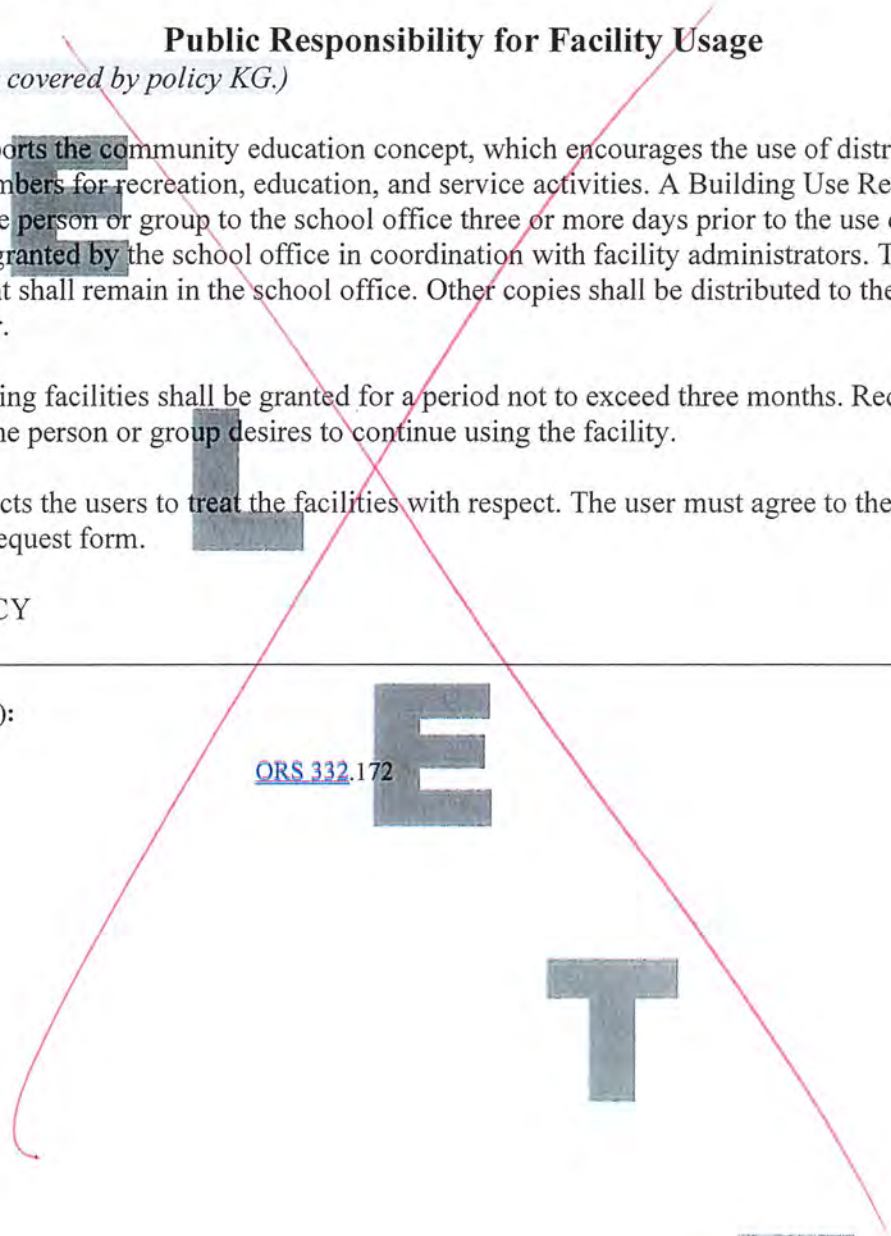 Public Responsibility for Facility Usage
covered by policy KG.)
orts the community education concept, which encourages the use of distr
mbers for recreation, education, and service activities. A Building Use Re
e person or group to the school office three or more days prior to the use
granted by the school office in coordination with facility administrators. T
t shall remain in the school office. Other copies shall be distributed to the
ing facilities shall be granted for a period not to exceed three months. Rec
ne person or group desires to continue using the facility.
cts the users to treat the facilities with respect. The user must agree to the
equest form.
CY
):
ORS 332.172
E
L
E
T